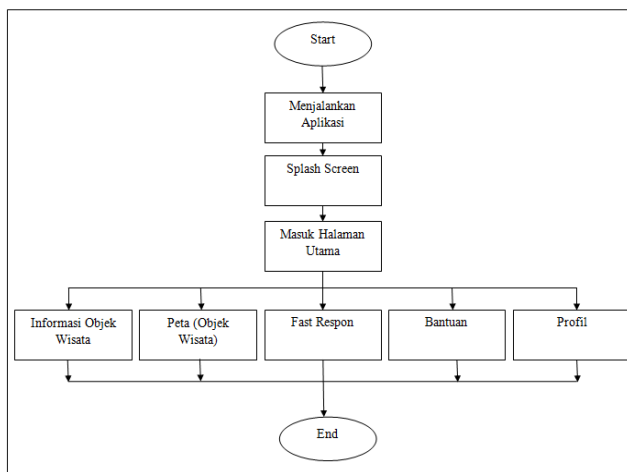 Start
Menjalankan
Aplikasi
Splash Screen
Masuk Halaman
Utama
Informasi Objek
Wisata
Peta (Objek
Wisata)
Fast Respon
Bantuan
Profil
End